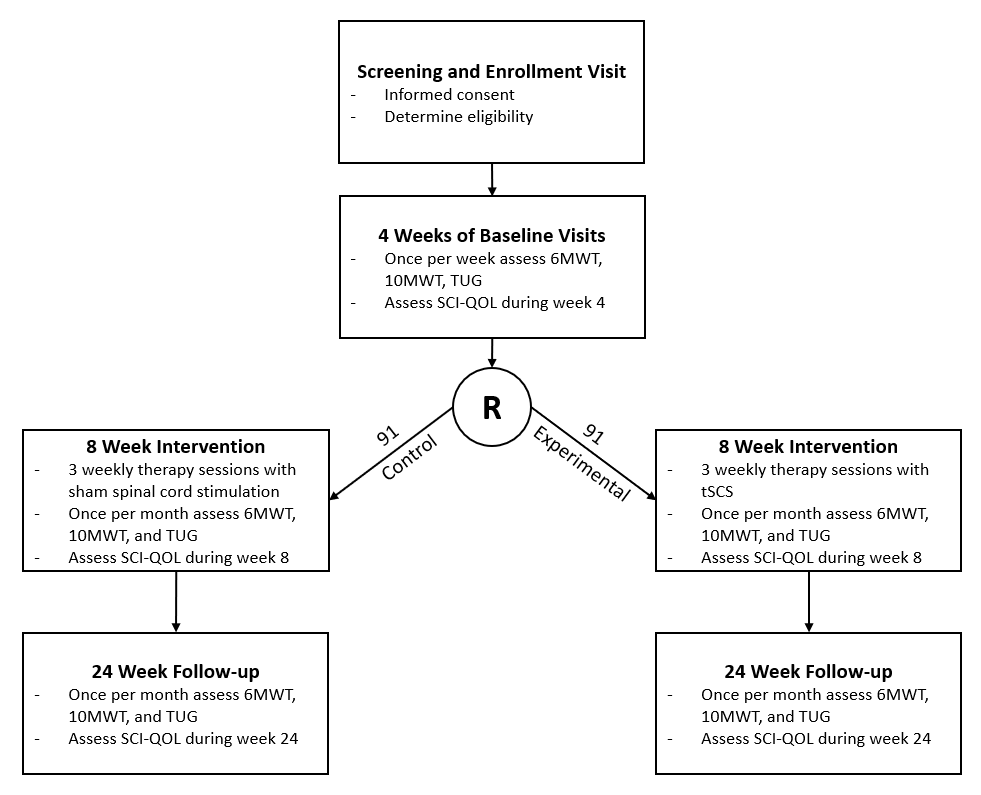 Screening and Enrollment Visit
- Informed consent
- Determine eligibility
4 Weeks of Baseline Visits
- Once per week assess 6MWT,
10MWT, TUG
- Assess SCI-QOL during week 4
R
91
Control
91
Experimental
8 Week Intervention
- 3 weekly therapy sessions with
sham spinal cord stimulation
- Once per month assess 6MWT,
10MWT, and TUG
- Assess SCI-QOL during week 8
8 Week Intervention
- 3 weekly therapy sessions with
tSCS
- Once per month assess 6MWT,
10MWT, and TUG
- Assess SCI-QOL during week 8
24 Week Follow-up
- Once per month assess 6MWT,
10MWT, and TUG
- Assess SCI-QOL during week 24
24 Week Follow-up
- Once per month assess 6MWT,
10MWT, and TUG
- Assess SCI-QOL during week 24